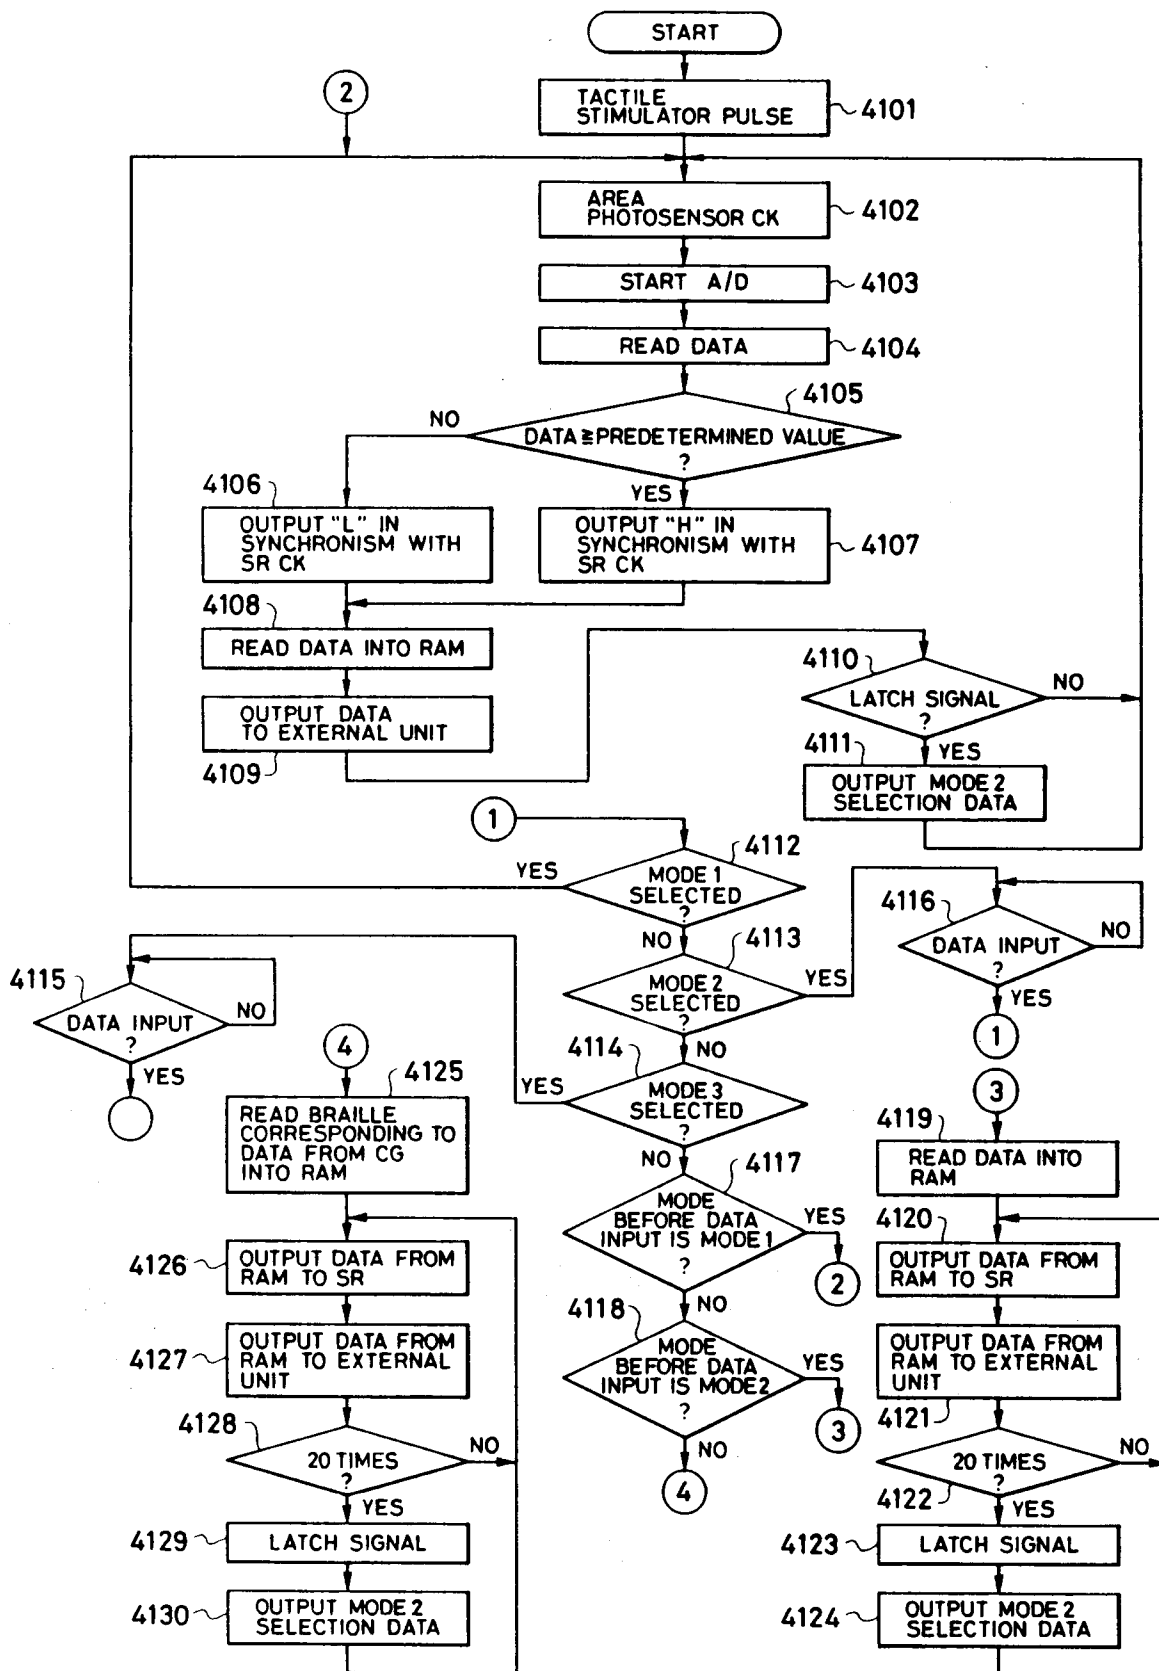 START
2
TACTILE
STIMULATOR PULSE
4101
AREA
PHOTOSENSOR CK
4102
START A/D
4103
READ DATA
4104
4105
NO
DATA≧PREDETERMINED VALUE
?
YES
4106
OUTPUT "L" IN
SYNCHRONISM WITH
SR CK
OUTPUT "H" IN
SYNCHRONISM WITH
SR CK
4107
4108
READ DATA INTO RAM
OUTPUT DATA
TO EXTERNAL UNIT
4109
4110
LATCH SIGNAL
?
NO
YES
4111
OUTPUT MODE 2
SELECTION DATA
1
4112
YES
MODE 1
SELECTED
?
NO
4113
MODE 2
SELECTED
?
YES
NO
4116
DATA INPUT
?
NO
YES
1
4115
DATA INPUT
?
NO
YES
4114
YES
MODE 3
SELECTED
?
NO
4117
MODE
BEFORE DATA
INPUT IS MODE 1
?
YES
2
NO
4118
MODE
BEFORE DATA
INPUT IS MODE 2
?
YES
3
NO
4
4
4125
READ BRAILLE
CORRESPONDING TO
DATA FROM CG
INTO RAM
4126
OUTPUT DATA FROM
RAM TO SR
4127
OUTPUT DATA FROM
RAM TO EXTERNAL
UNIT
4128
20 TIMES
?
NO
YES
4129
LATCH SIGNAL
4130
OUTPUT MODE 2
SELECTION DATA
3
4119
READ DATA INTO
RAM
4120
OUTPUT DATA FROM
RAM TO SR
OUTPUT DATA FROM
RAM TO EXTERNAL
UNIT
4121
20 TIMES
?
NO
4122
YES
4123
LATCH SIGNAL
4124
OUTPUT MODE 2
SELECTION DATA